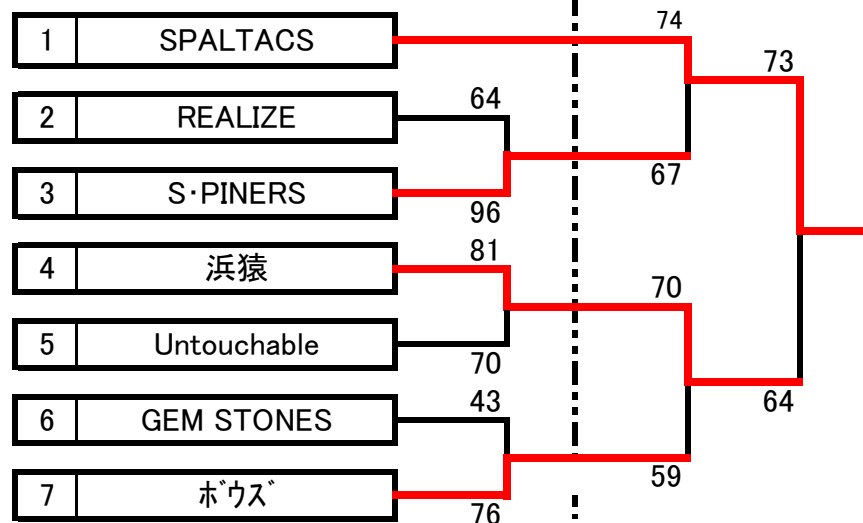 74
1 SPALTACS
73
64
2 REALIZE
67
3 S・PINERS
96
81
4 浜猿
70
5 Untouchable
70
43
64
6 GEM STONES
59
7 ﾎﾞｳｽﾞ
76